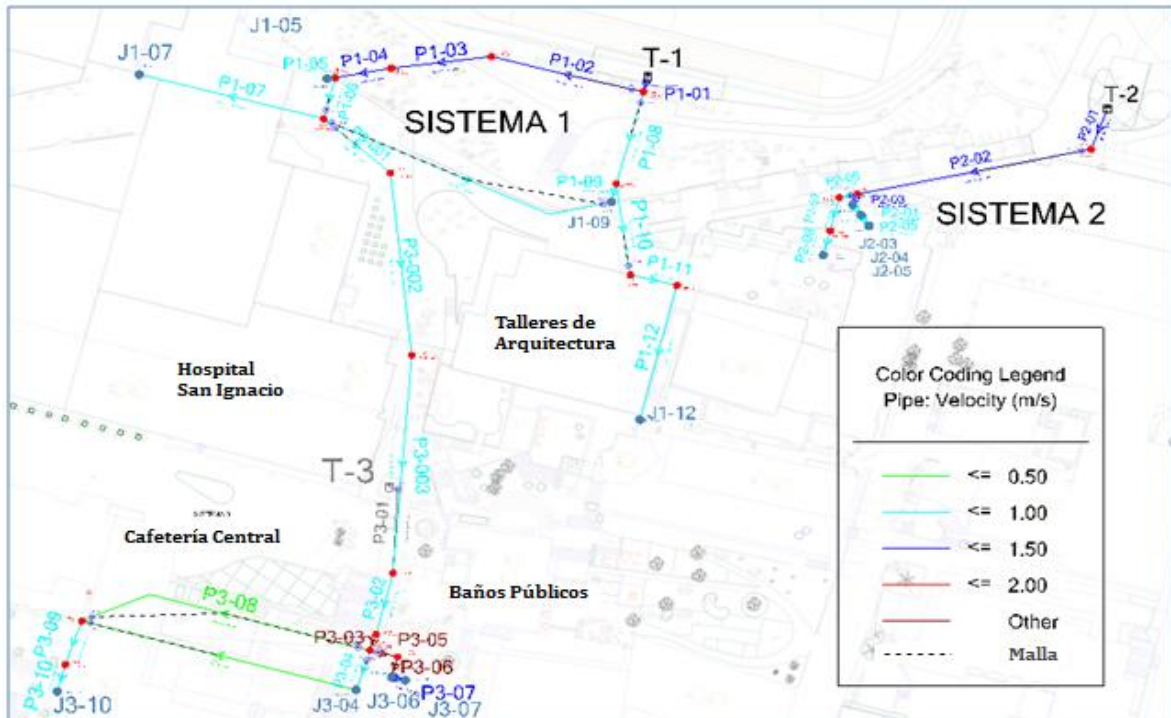 J1-05
J1-07
P1-05
P1-04
P1-03
P1-02
T-1
P1-01
T-2
P1-07
SISTEMA 1
P1-08
P2-01
P2-02
P1-09
J1-09
P1-10
P2-03
SISTEMA 2
P2-05
J2-03
J2-04
J2-05
P1-11
P3-002
P1-12
Talleres de
Arquitectura
Hospital
San Ignacio
J1-12
T-3
P3-003
P3-01
Cafetería Central
Baños Públicos
P3-02
P3-08
P3-03
P3-05
P3-04
P3-06
P3-09
P3-10
J3-10
J3-04
J3-06
P3-07
J3-07
Color Coding Legend
Pipe: Velocity (m/s)
<= 0.50
<= 1.00
<= 1.50
<= 2.00
Other
Malla